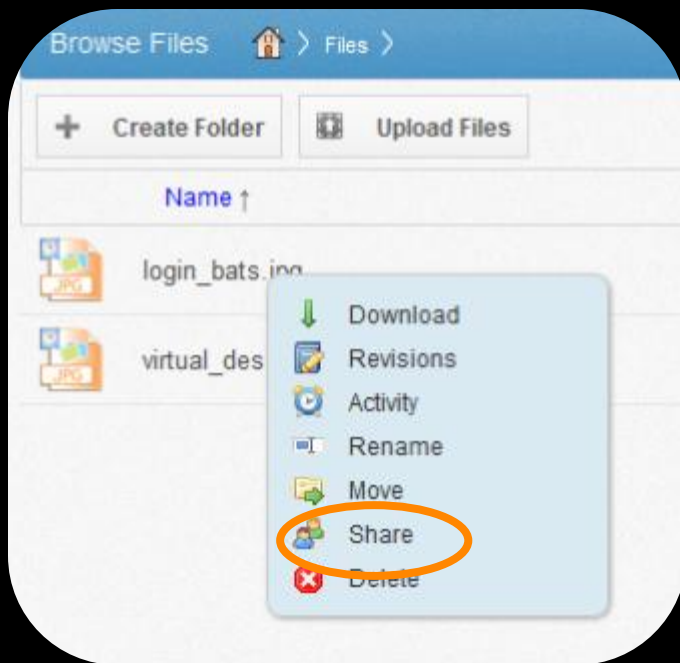 Browse Files Files
Create Folder Upload Files
Name ↑
JPG
login_bats.jpg
JPG
virtual_des
Download
Revisions
Activity
Rename
Move
Share
Delete